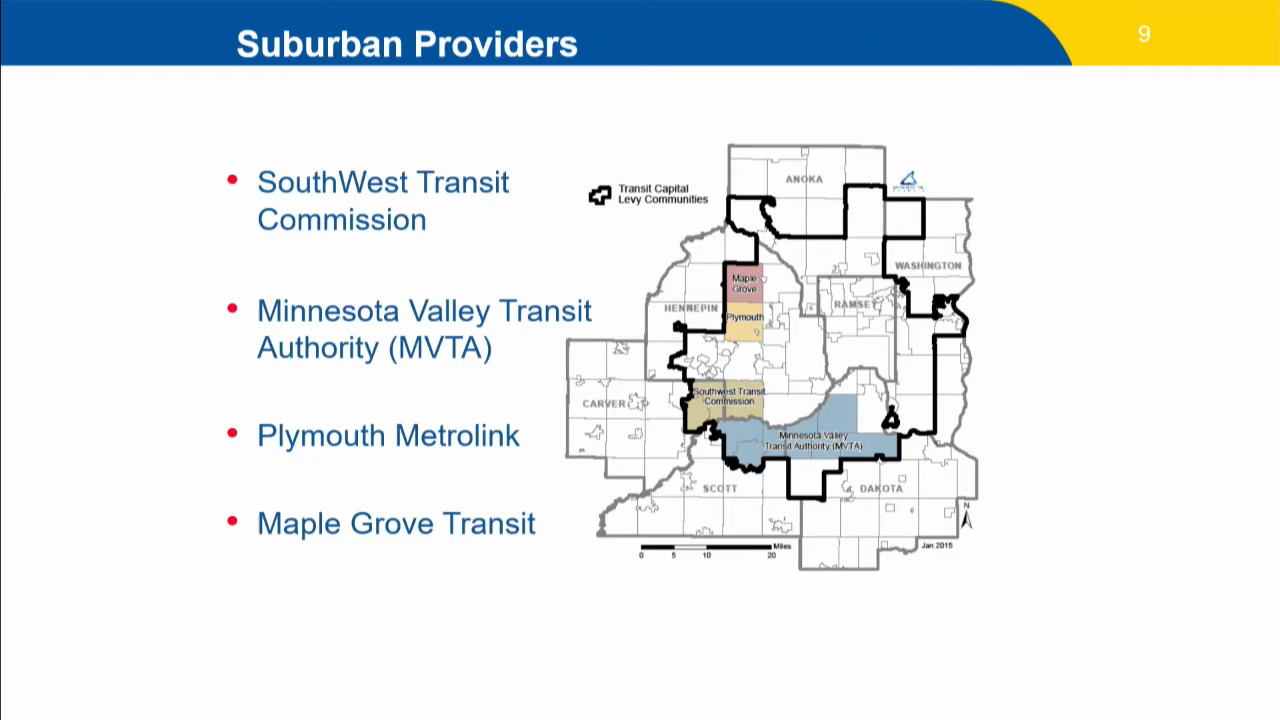 Suburban Providers
9
SouthWest Transit
Commission
Minnesota Valley Transit
Authority (MVTA)
Plymouth Metrolink
Maple Grove Transit
Transit Capital
Levy Communities
ANOKA
WASHINGTON
Maple
Grove
HENNEPIN
RAMSEY
Plymouth
Southwest Transit
Commission
CARVER
Minnesota Valley
Transit Authority (MVTA)
SCOTT
DAKOTA
N
Miles
0 5 10 20
Jan 2015